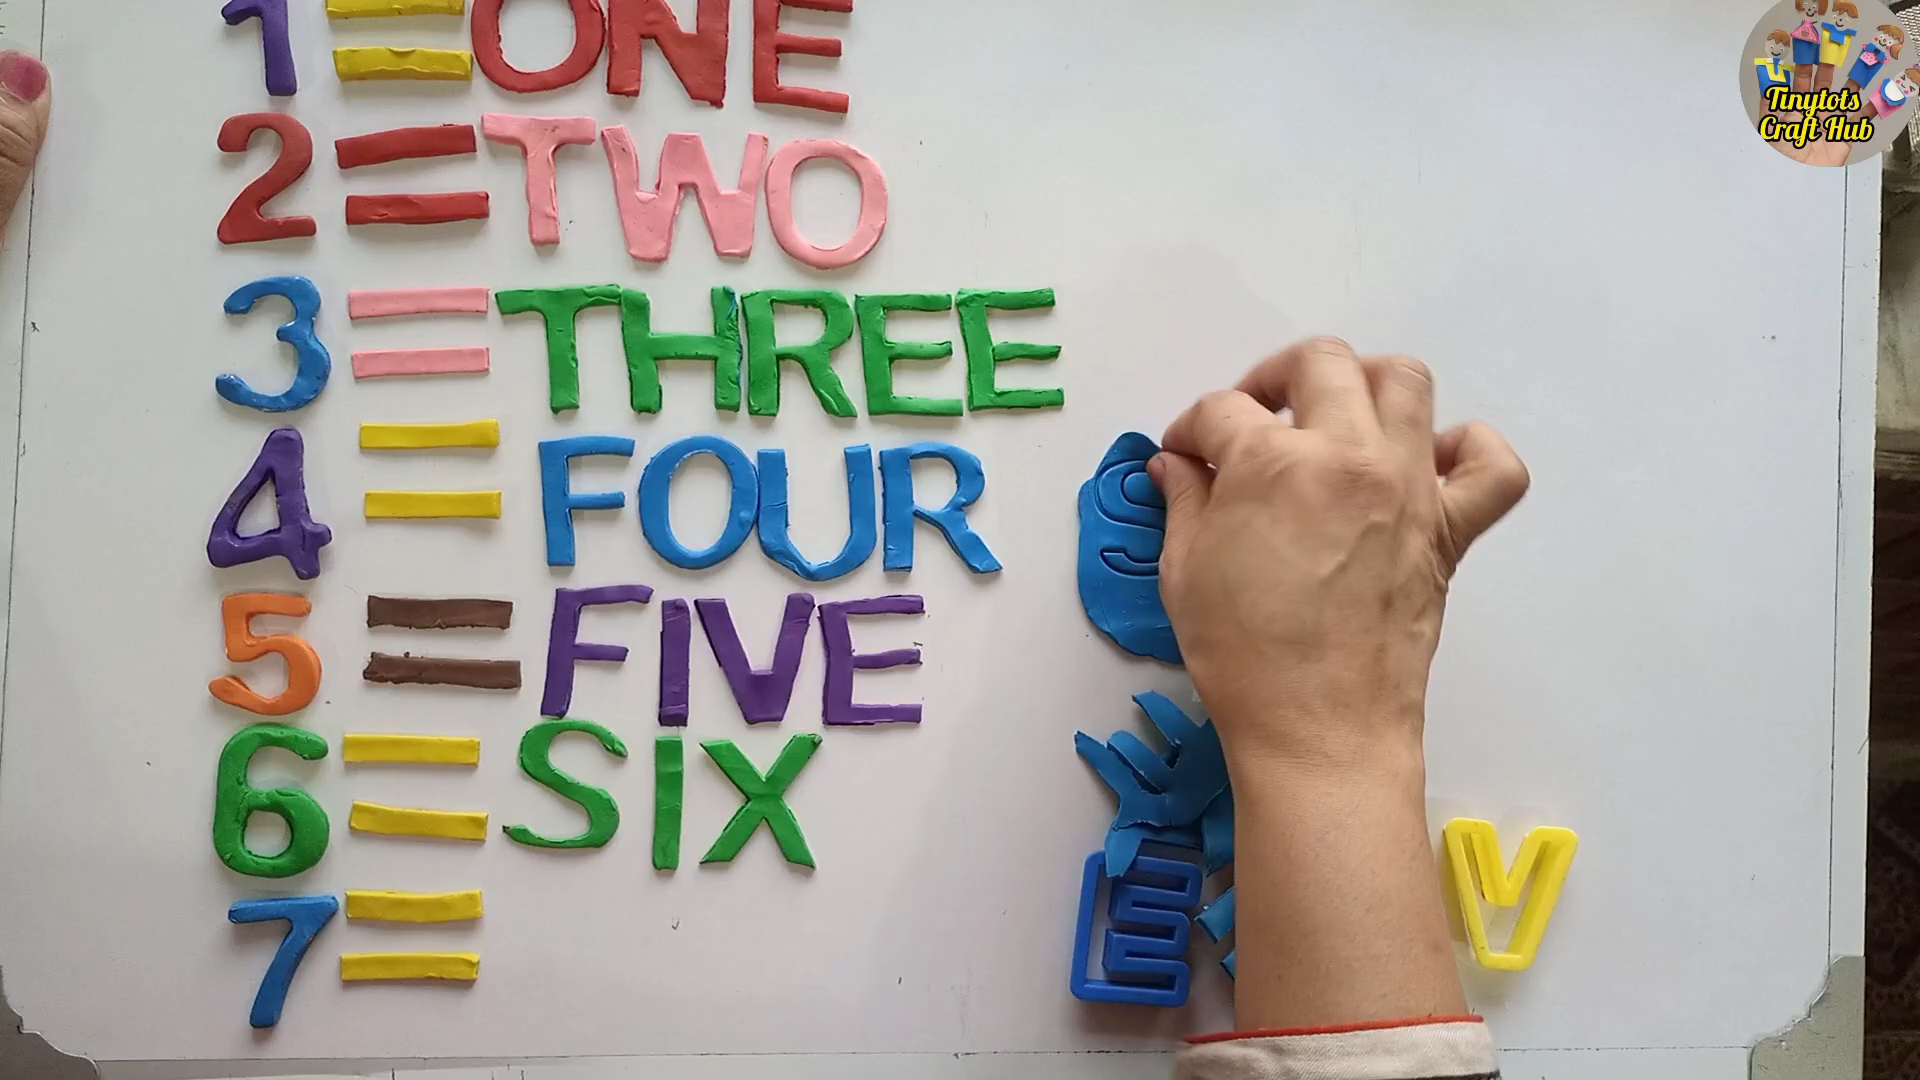 1 = ONE
2 = TWO
3 = THREE
4 = FOUR
5 = FIVE
6 = SIX
7 =
S
E
V
Tinytots
Craft Hub